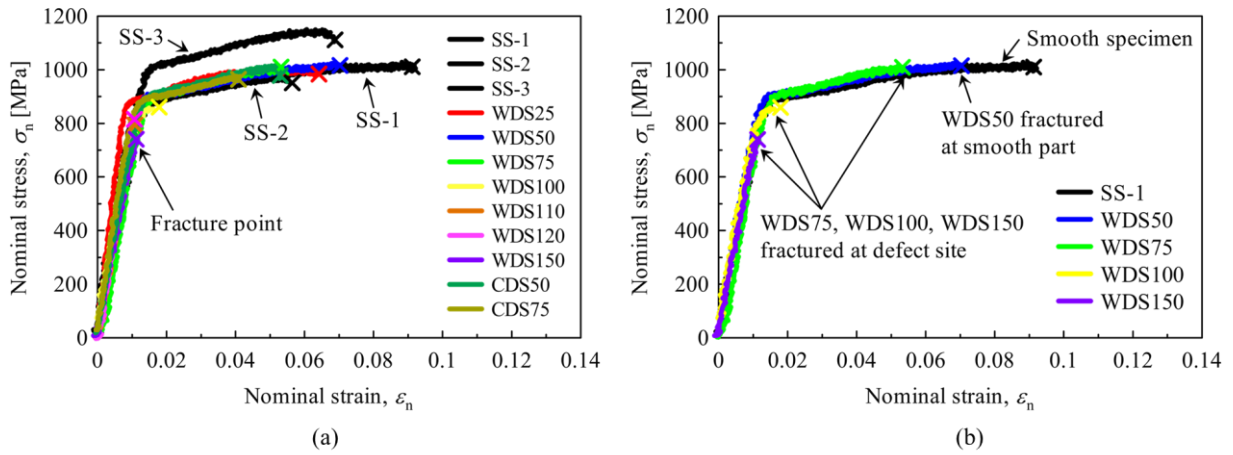 1200
1000
800
600
400
200
0
Nominal stress, σn [MPa]
0
0.02
0.04
0.06
0.08
0.1
0.12
0.14
Nominal strain, εn
SS-3
SS-2
SS-1
Fracture point
SS-1
SS-2
SS-3
WDS25
WDS50
WDS75
WDS100
WDS110
WDS120
WDS150
CDS50
CDS75
(a)
1200
1000
800
600
400
200
0
Nominal stress, σn [MPa]
0
0.02
0.04
0.06
0.08
0.1
0.12
0.14
Nominal strain, εn
Smooth specimen
WDS50 fractured
at smooth part
WDS75, WDS100, WDS150
fractured at defect site
SS-1
WDS50
WDS75
WDS100
WDS150
(b)